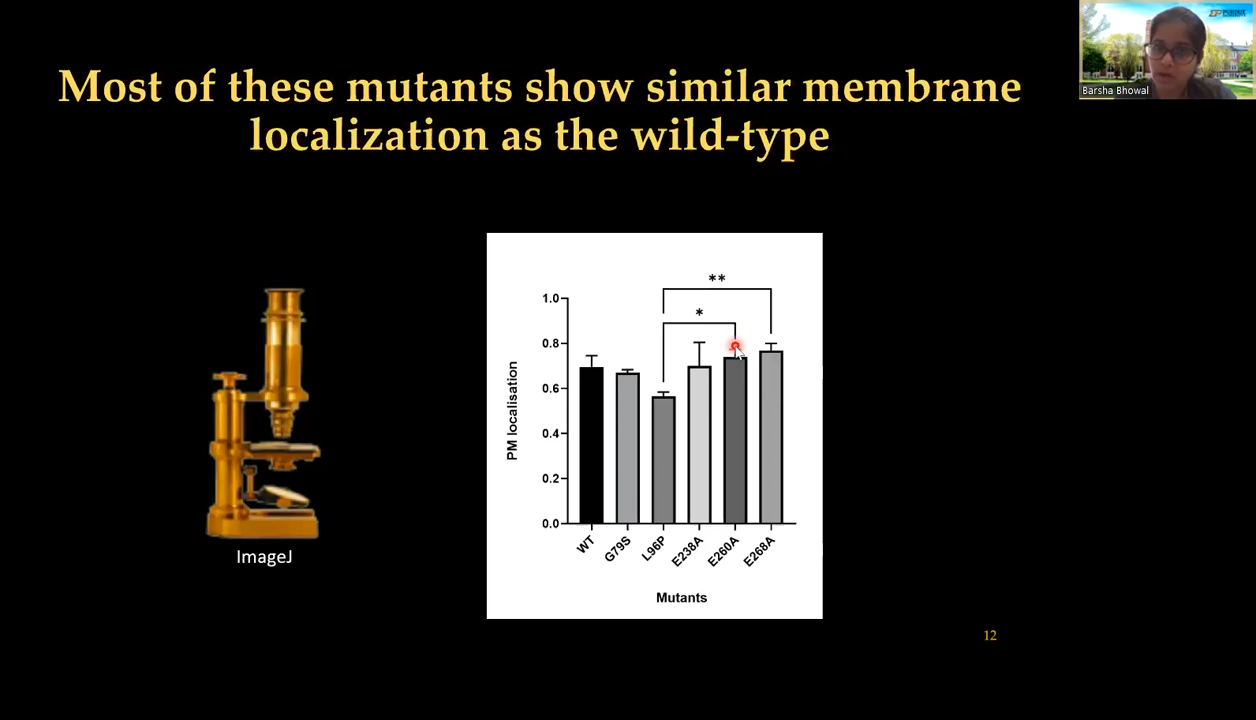 Most of these mutants show similar membrane
localization as the wild-type
Barsha Bhowal
ImageJ
**
*
1.0
0.8
0.6
0.4
0.2
0.0
PM localisation
WT
G79S
L96P
E238A
E260A
E268A
Mutants
12